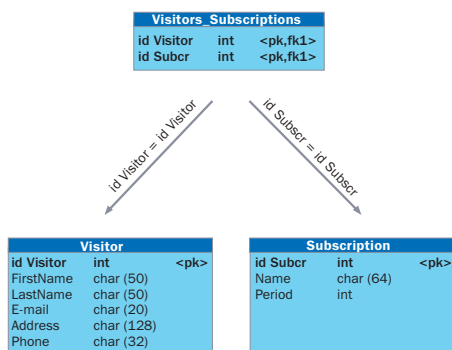 Visitors_Subscriptions
id Visitor int <pk,fk1>
id Subcr int <pk,fk1>
id Visitor = id Visitor
id Subscr = id Subscr
Visitor
id Visitor int <pk>
FirstName char (50)
LastName char (50)
E-mail char (20)
Address char (128)
Phone char (32)
Subscription
id Subcr int <pk>
Name char (64)
Period int